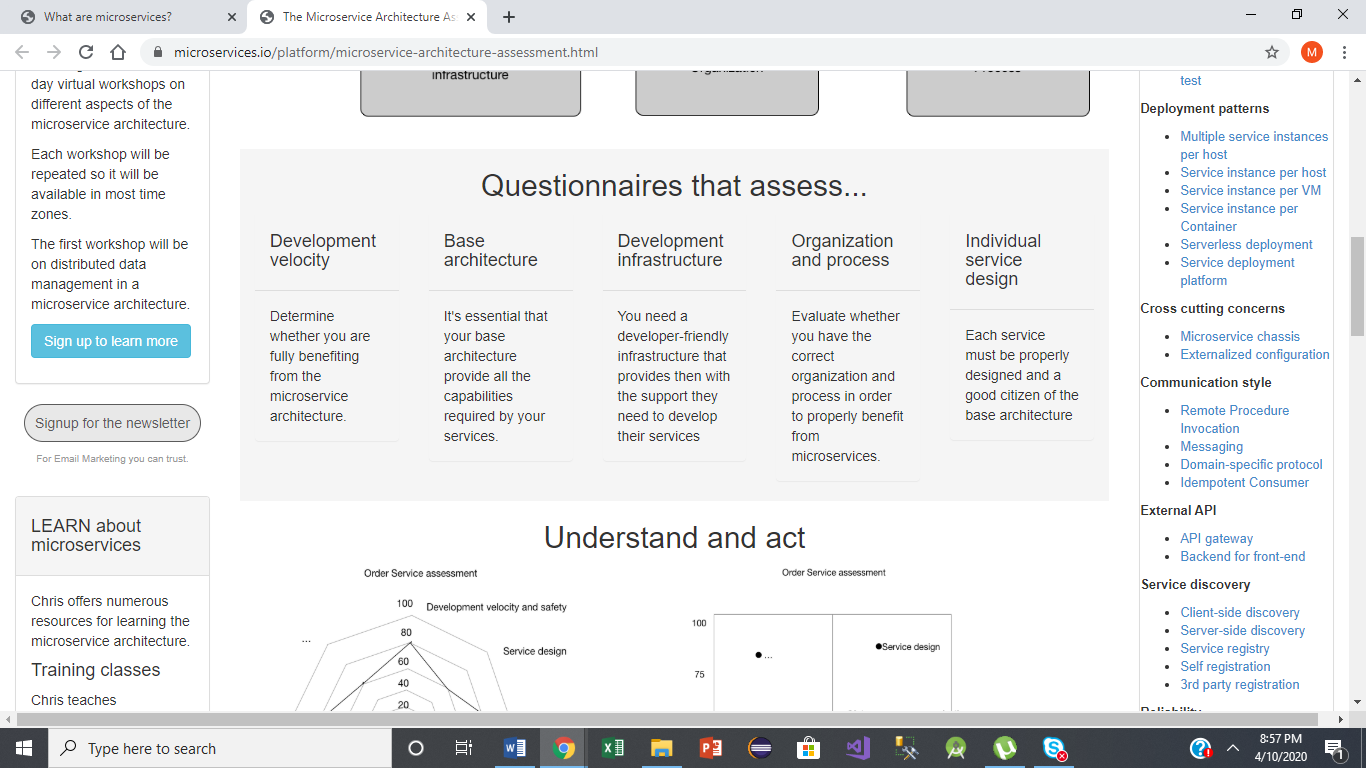 What are microservices?
The Microservice Architecture As
microservices.io/platform/microservice-architecture-assessment.html
M
day virtual workshops on
different aspects of the
microservice architecture.
Each workshop will be
repeated so it will be
available in most time
zones.
The first workshop will be
on distributed data
management in a
microservice architecture.
Sign up to learn more
Signup for the newsletter
For Email Marketing you can trust.
LEARN about
microservices
Chris offers numerous
resources for learning the
microservice architecture.
Training classes
Chris teaches
infrastructure
Organization
Process
Questionnaires that assess...
Development
velocity
Determine
whether you are
fully benefiting
from the
microservice
architecture.
Base
architecture
It's essential that
your base
architecture
provide all the
capabilities
required by your
services.
Development
infrastructure
You need a
developer-friendly
infrastructure that
provides then with
the support they
need to develop
their services
Organization
and process
Evaluate whether
you have the
correct
organization and
process in order
to properly benefit
from
microservices.
Individual
service
design
Each service
must be properly
designed and a
good citizen of the
base architecture
Understand and act
Order Service assessment
100
Development velocity and safety
...
80
Service design
60
40
20
Order Service assessment
100
...
Service design
75
test
Deployment patterns
Multiple service instances
per host
Service instance per host
Service instance per VM
Service instance per
Container
Serverless deployment
Service deployment
platform
Cross cutting concerns
Microservice chassis
Externalized configuration
Communication style
Remote Procedure
Invocation
Messaging
Domain-specific protocol
Idempotent Consumer
External API
API gateway
Backend for front-end
Service discovery
Client-side discovery
Server-side discovery
Service registry
Self registration
3rd party registration
Reliability
Type here to search
8:57 PM
4/10/2020
1